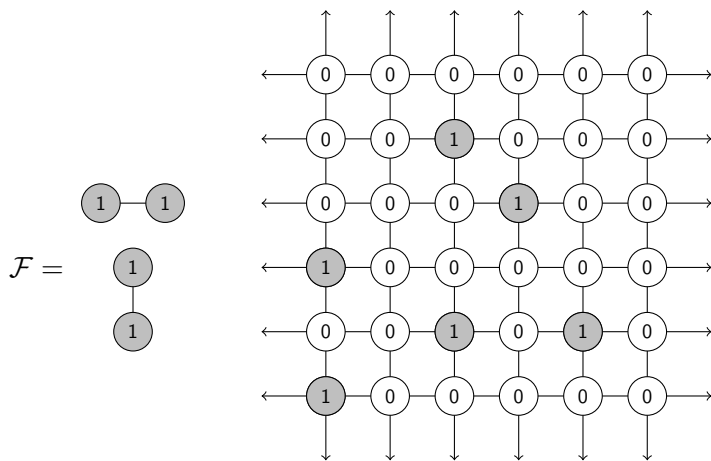 0 0 0 0 0 0
0 0 1 0 0 0
1 1
0 0 0 1 0 0
ℱ =
1
1 0 0 0 0 0
1
0 0 1 0 1 0
1 0 0 0 0 0